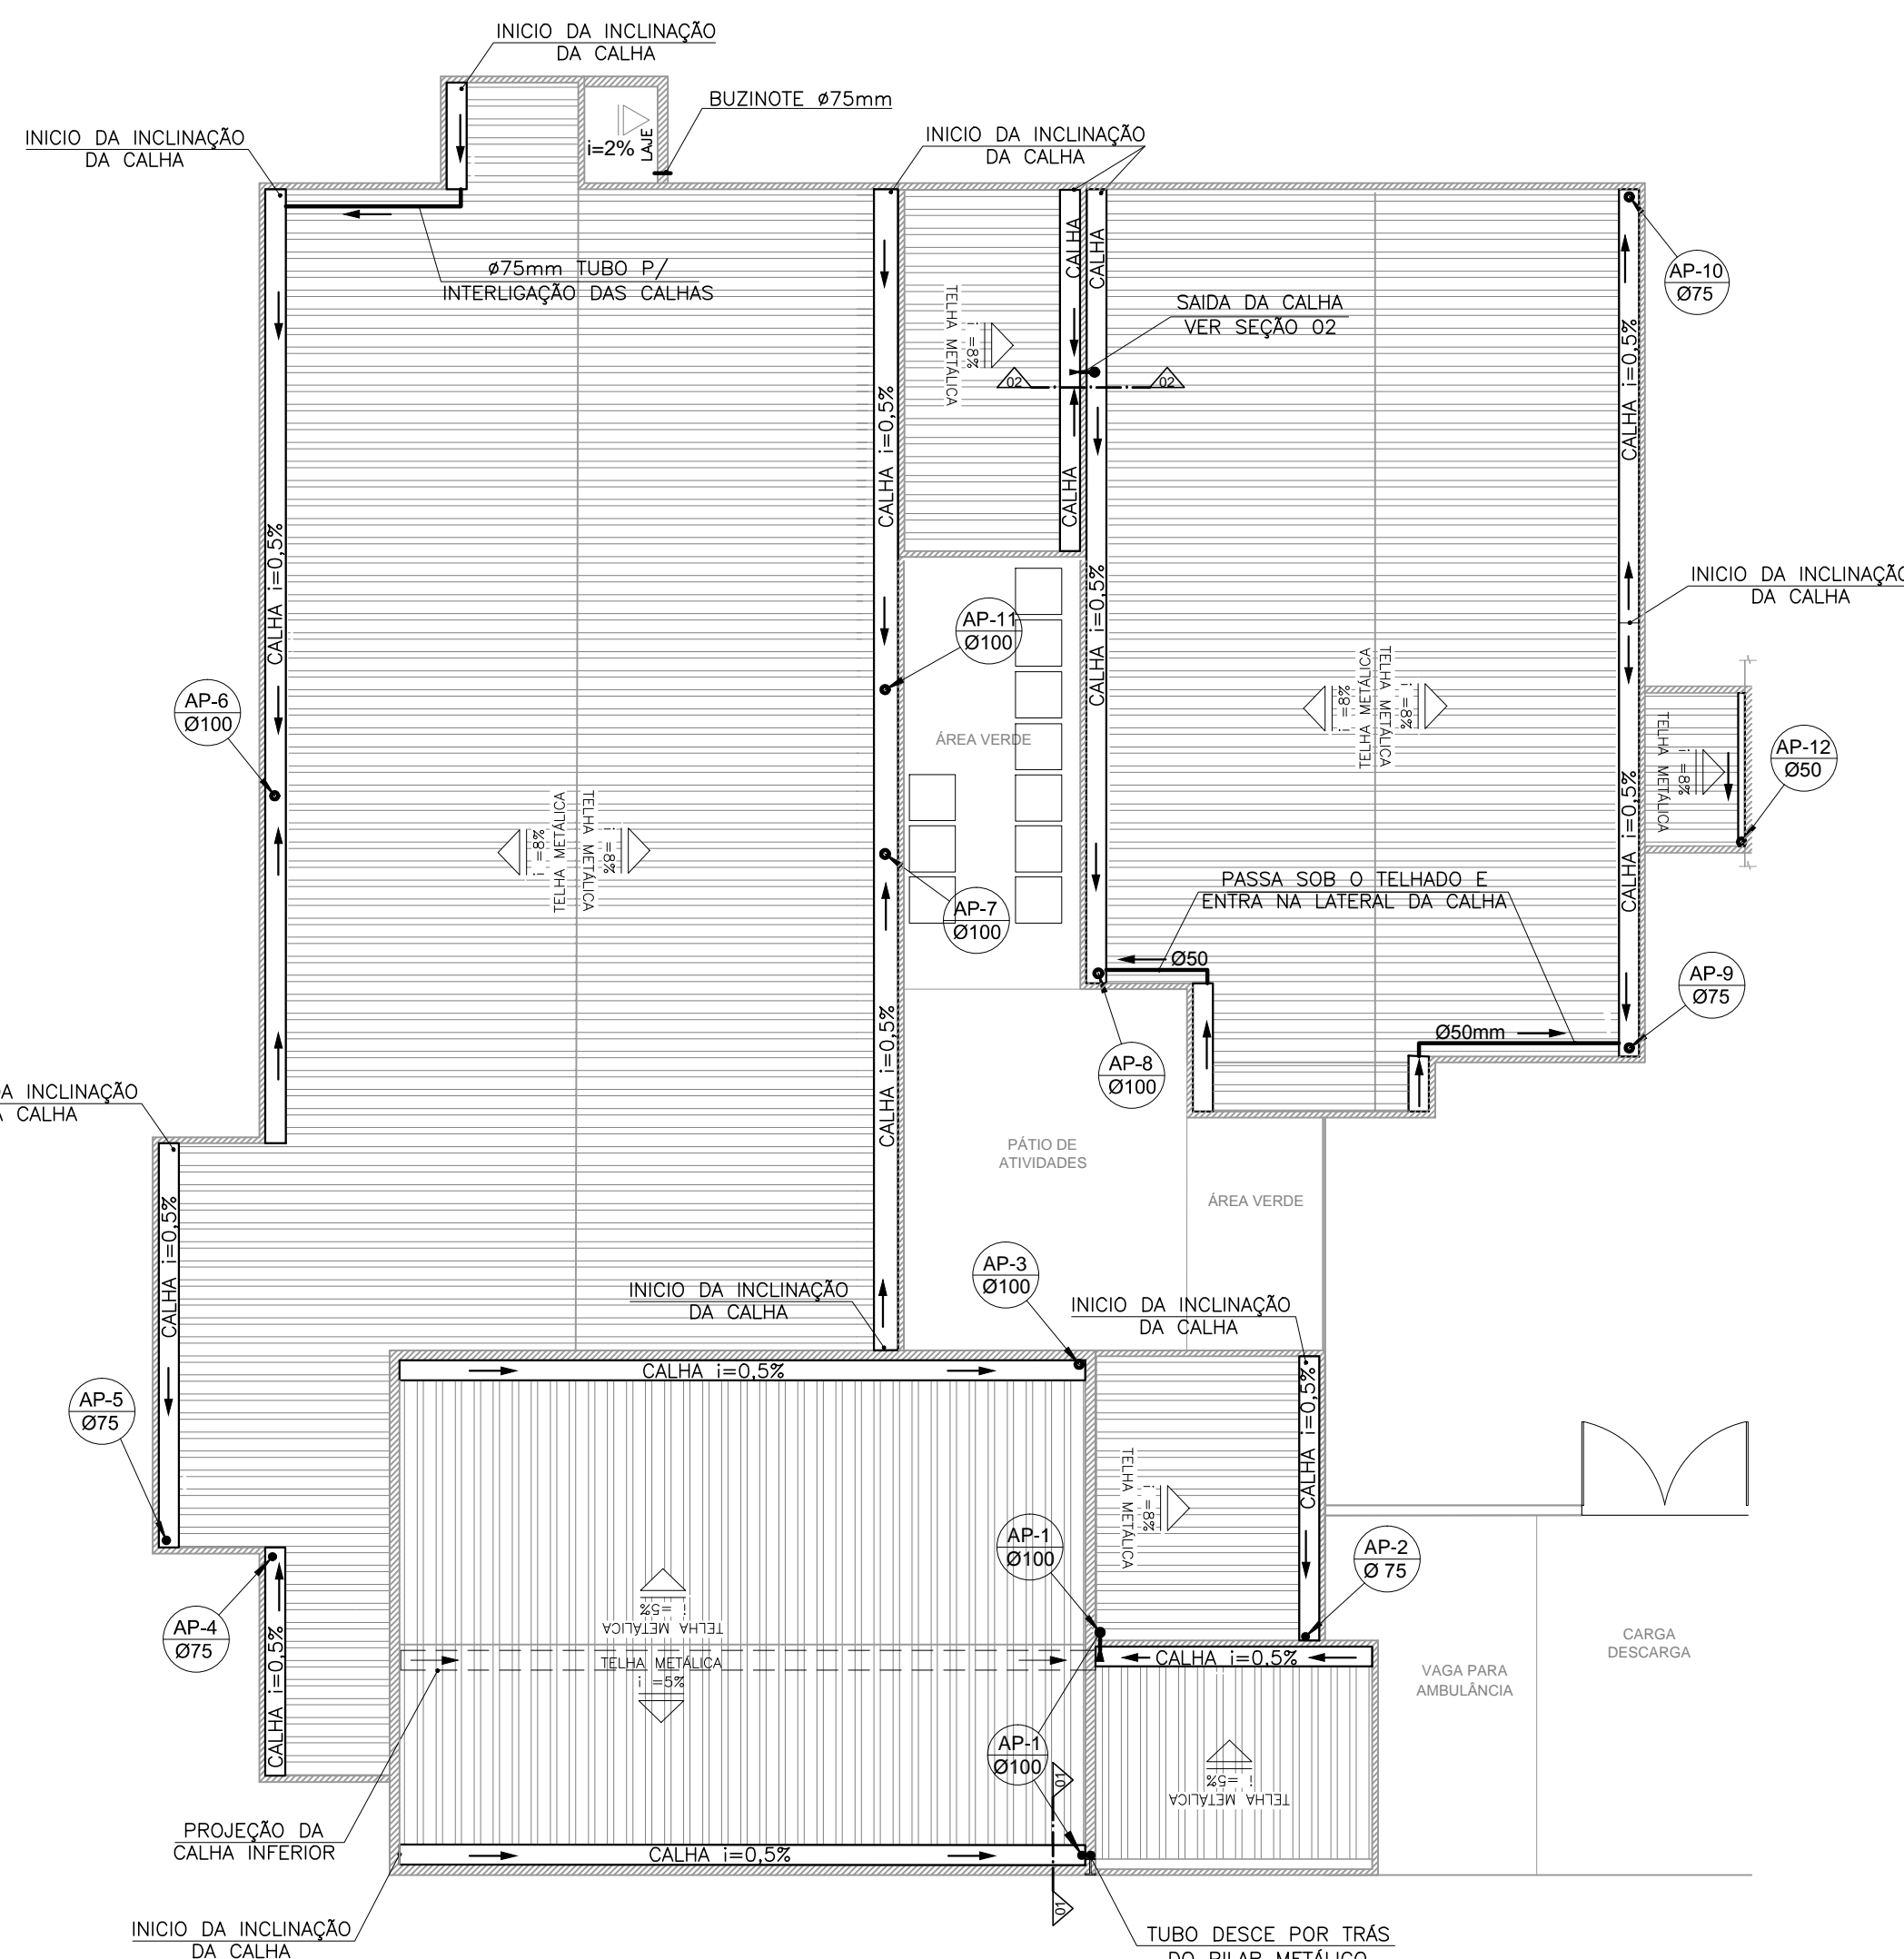 INICIO DA INCLINAÇÃO
DA CALHA
BUZINOTE ø75mm
INICIO DA INCLINAÇÃO
DA CALHA
i=2%
LAJE
INICIO DA INCLINAÇÃO
DA CALHA
ø75mm TUBO P/
INTERLIGAÇÃO DAS CALHAS
CALHA
CALHA
AP-10
Ø75
SAIDA DA CALHA
VER SEÇÃO 02
TELHA METÁLICA
i =8%
02
02
CALHA i=0,5%
CALHA i=0,5%
CALHA
CALHA i=0,5%
CALHA i=0,5%
INICIO DA INCLINAÇÃO
DA CALHA
AP-11
Ø100
AP-6
Ø100
ÁREA VERDE
TELHA METÁLICA
i =8%
TELHA METÁLICA
i =8%
TELHA METÁLICA
i =8%
AP-12
Ø50
TELHA METÁLICA
i =8%
TELHA METÁLICA
i =8%
CALHA i=0,5%
PASSA SOB O TELHADO E
ENTRA NA LATERAL DA CALHA
AP-7
Ø100
Ø50
AP-9
Ø75
Ø50mm
AP-8
Ø100
CALHA i=0,5%
DA INCLINAÇÃO
CALHA
PÁTIO DE
ATIVIDADES
ÁREA VERDE
CALHA i=0,5%
AP-3
Ø100
INICIO DA INCLINAÇÃO
DA CALHA
INICIO DA INCLINAÇÃO
DA CALHA
CALHA i=0,5%
CALHA i=0,5%
AP-5
Ø75
TELHA METÁLICA
i =8%
AP-1
Ø100
AP-2
Ø 75
AP-4
Ø75
CALHA i=0,5%
i =5%
TELHA METÁLICA
TELHA METÁLICA
i =5%
CALHA i=0,5%
CARGA
DESCARGA
VAGA PARA
AMBULÂNCIA
AP-1
Ø100
01
i =5%
TELHA METÁLICA
PROJEÇÃO DA
CALHA INFERIOR
CALHA i=0,5%
01
INICIO DA INCLINAÇÃO
DA CALHA
TUBO DESCE POR TRÁS
DO PILAR METÁLICO